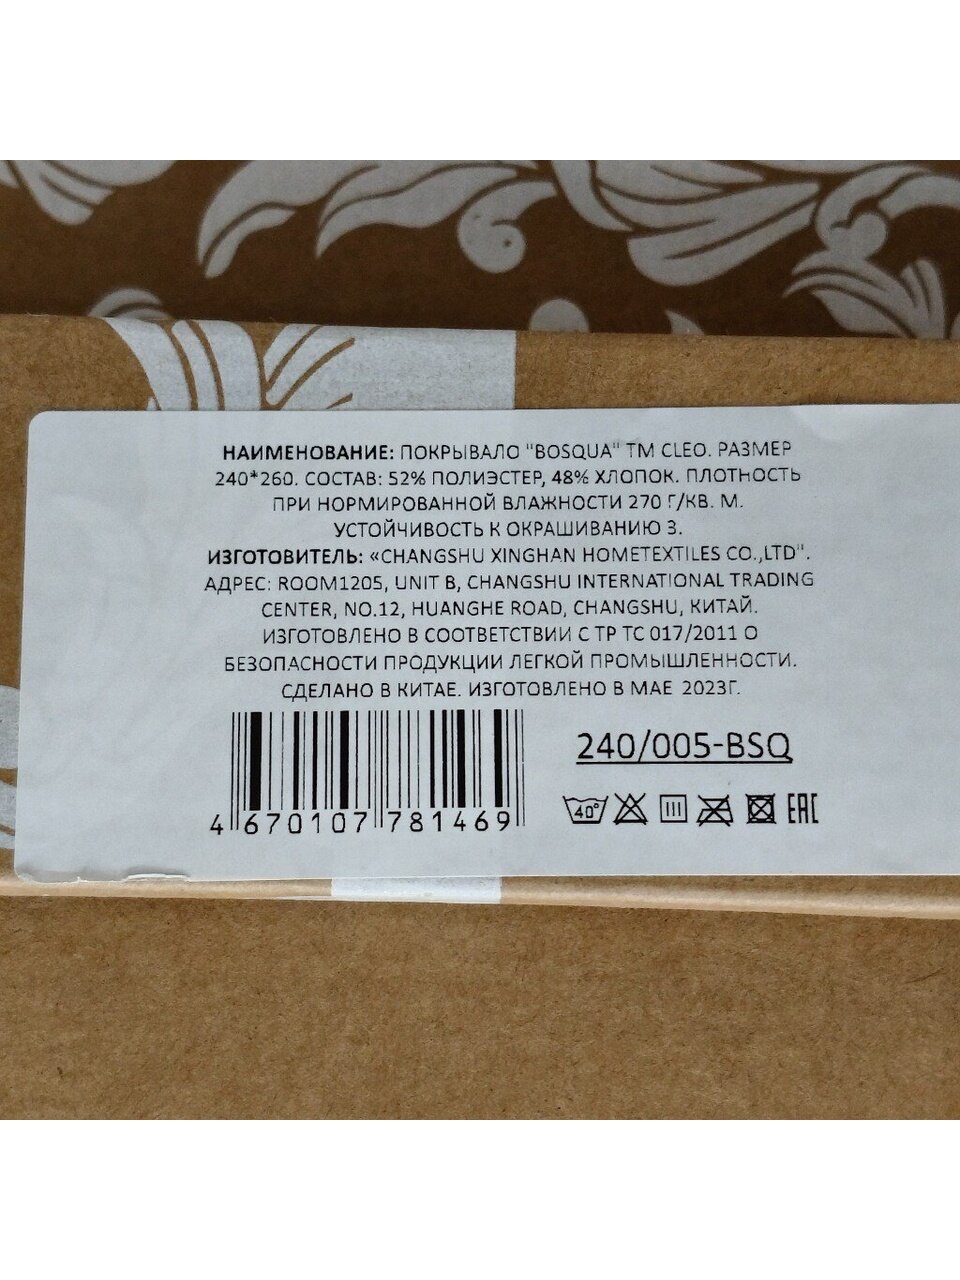 НАИМЕНОВАНИЕ: ПОКРЫВАЛО "BOSQUA" ТМ CLEO. РАЗМЕР
240*260. СОСТАВ: 52% ПОЛИЭСТЕР, 48% ХЛОПОК. ПЛОТНОСТЬ
ПРИ НОРМИРОВАННОЙ ВЛАЖНОСТИ 270 Г/КВ. М.
УСТОЙЧИВОСТЬ К ОКРАШИВАНИЮ 3.
ИЗГОТОВИТЕЛЬ: «CHANGSHU XINGHAN HOMETEXTILES CO.,LTD".
АДРЕС: ROOM1205, UNIT B, CHANGSHU INTERNATIONAL TRADING
CENTER, NO.12, HUANGHE ROAD, CHANGSHU, КИТАЙ.
ИЗГОТОВЛЕНО В СООТВЕТСТВИИ С ТР ТС 017/2011 О
БЕЗОПАСНОСТИ ПРОДУКЦИИ ЛЕГКОЙ ПРОМЫШЛЕННОСТИ.
СДЕЛАНО В КИТАЕ. ИЗГОТОВЛЕНО В МАЕ 2023Г.
240/005-BSQ
40° EAC
4 670107 781469